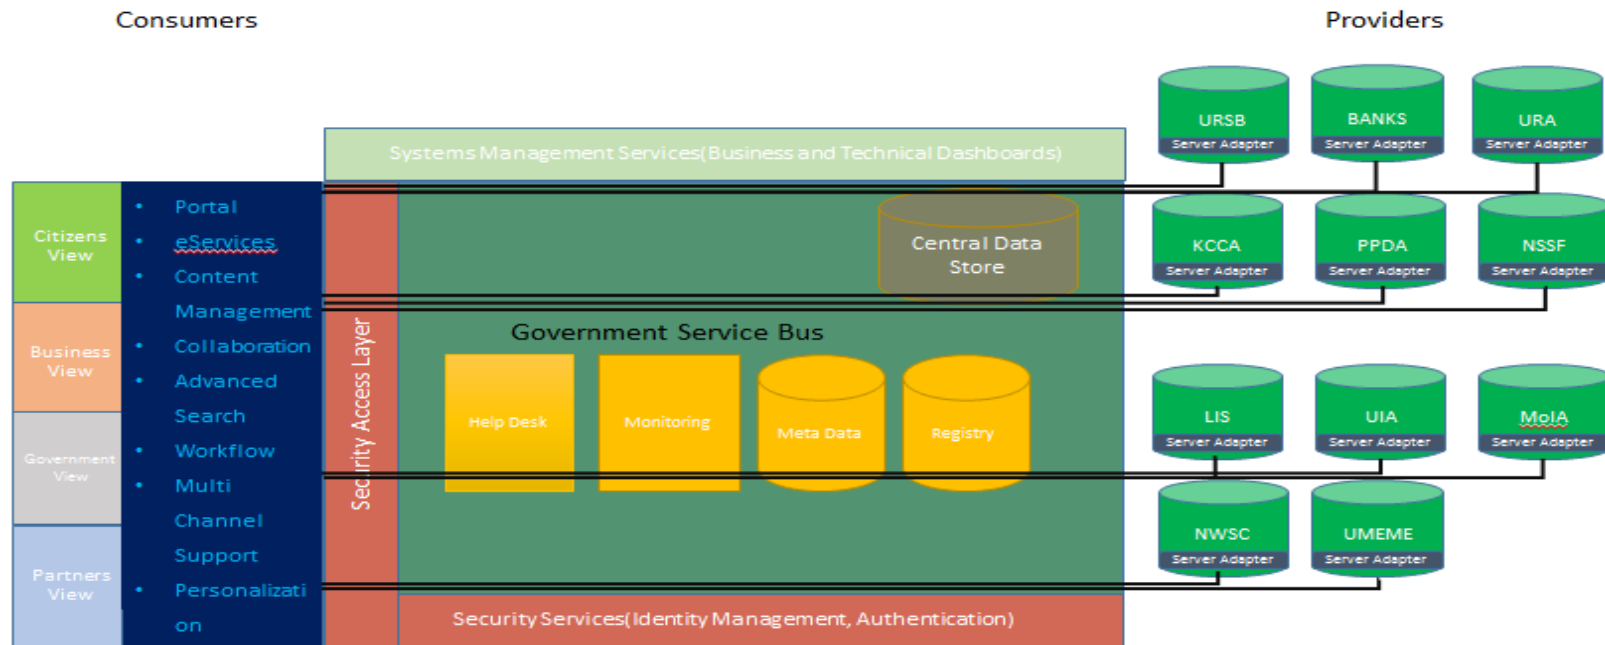 Consumers
Providers
URSB
Server Adapter
BANKS
Server Adapter
URA
Server Adapter
Systems Management Services(Business and Technical Dashboards)
Citizens
View
Business
View
Government
View
Partners
View
• Portal
• eServices
• Content
Management
• Collaboration
• Advanced
Search
• Workflow
• Multi
Channel
Support
• Personalizati
on
Security Access Layer
Central Data
Store
KCCA
Server Adapter
PPDA
Server Adapter
NSSF
Server Adapter
Government Service Bus
Help Desk
Monitoring
Meta Data
Registry
LIS
Server Adapter
UIA
Server Adapter
MoIA
Server Adapter
NWSC
Server Adapter
UMEME
Server Adapter
Security Services(Identity Management, Authentication)